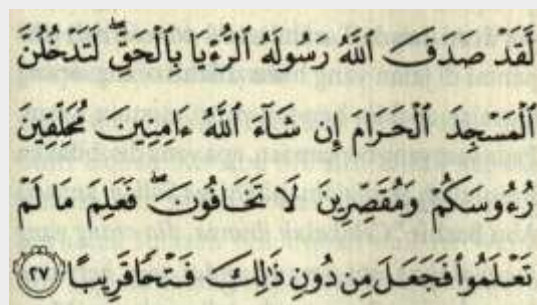 لَّقَدْ صَدَقَ ٱللَّهُ رَسُولَهُ ٱلرُّءْيَا بِٱلْحَقِّ ۖ لَتَدْخُلُنَّ
ٱلْمَسْجِدَ ٱلْحَرَامَ إِن شَآءَ ٱللَّهُ ءَامِنِينَ مُحَلِّقِينَ
رُءُوسَكُمْ وَمُقَصِّرِينَ لَا تَخَافُونَ ۖ فَعَلِمَ مَا لَمْ
تَعْلَمُوا۟ فَجَعَلَ مِن دُونِ ذَٰلِكَ فَتْحًا قَرِيبًا ٢٧